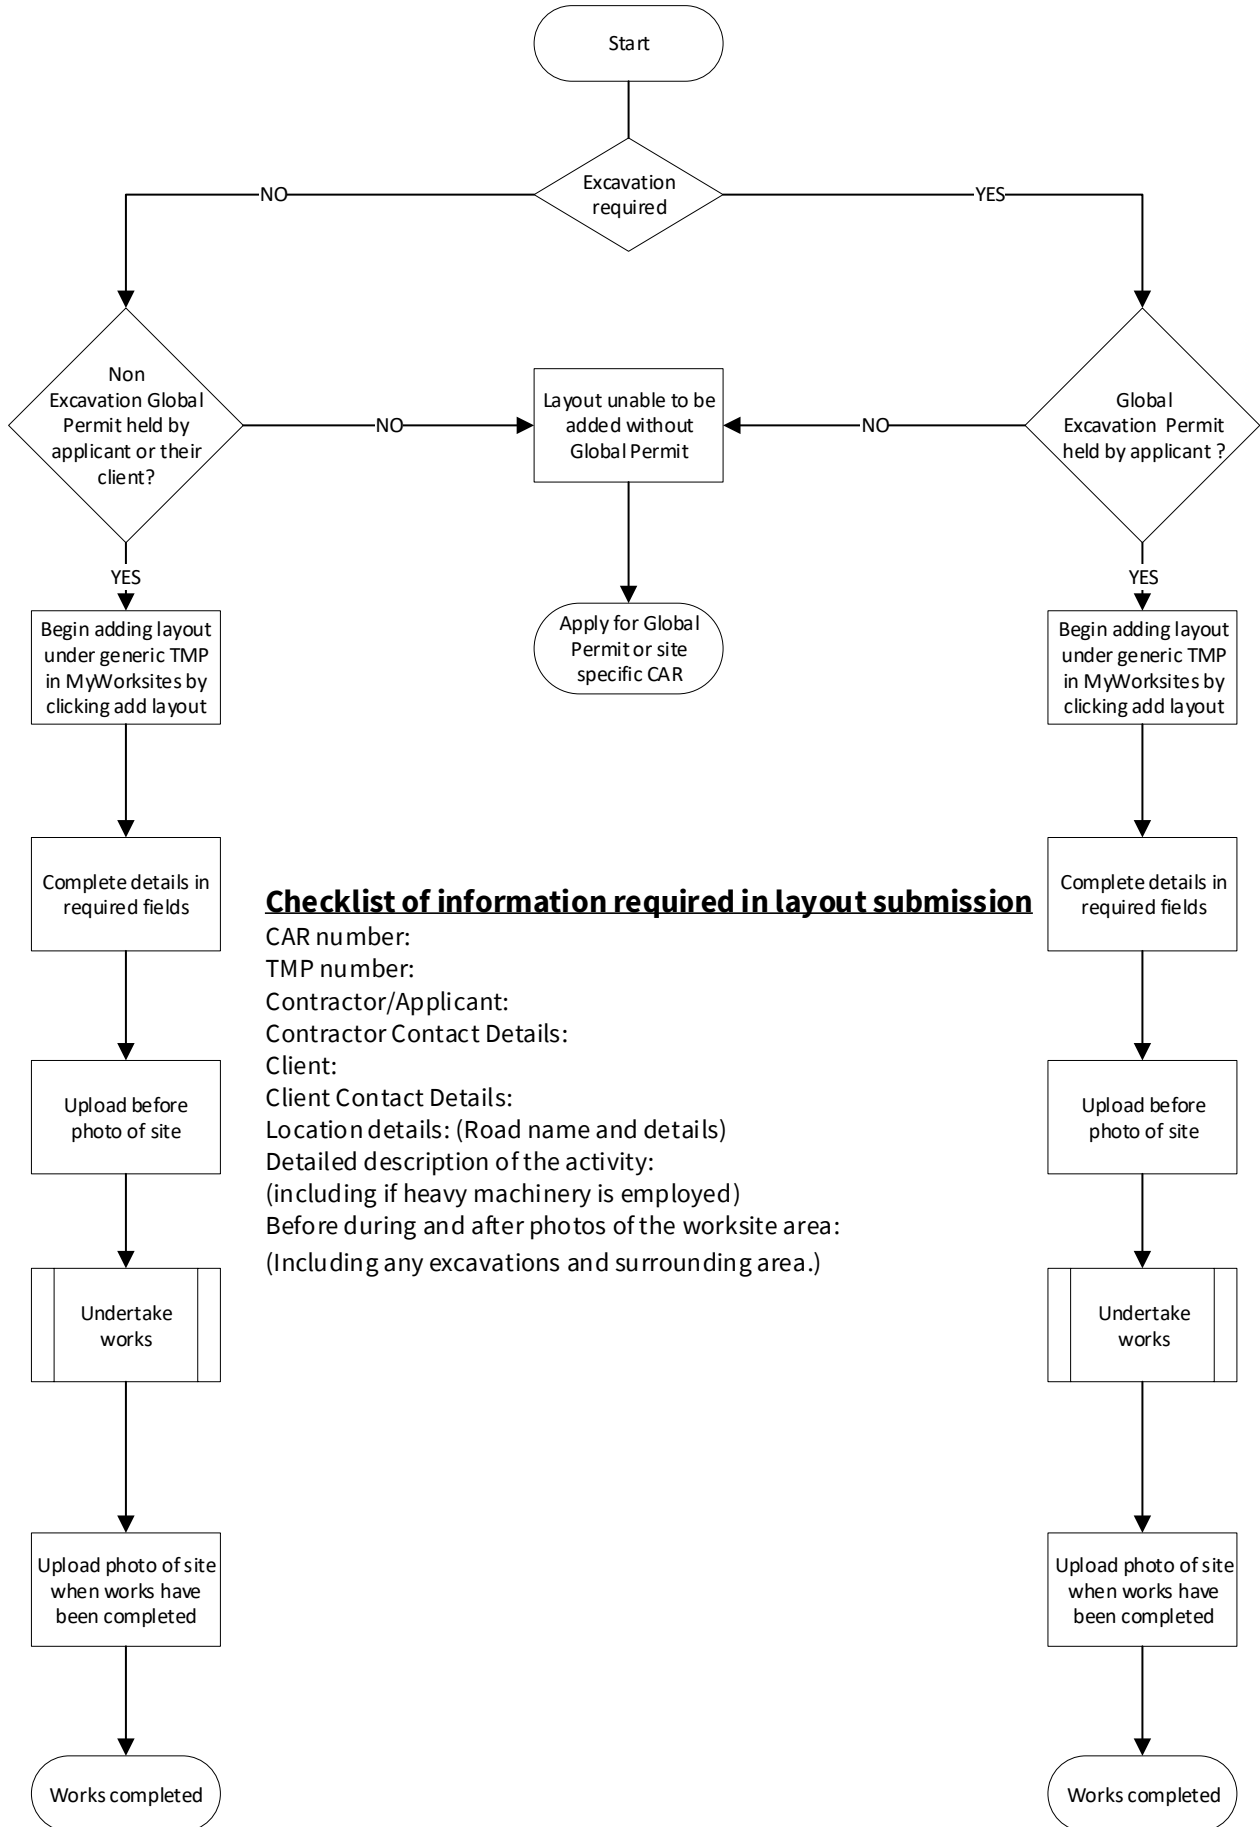 Start
Excavation
required
NO
YES
Non
Excavation Global
Permit held by
applicant or their
client?
NO
Layout unable to be
added without
Global Permit
NO
Global
Excavation Permit
held by applicant ?
YES
YES
Begin adding layout
under generic TMP
in MyWorksites by
clicking add layout
Apply for Global
Permit or site
specific CAR
Begin adding layout
under generic TMP
in MyWorksites by
clicking add layout
Complete details in
required fields
Checklist of information required in layout submission
CAR number:
TMP number:
Contractor/Applicant:
Contractor Contact Details:
Client:
Client Contact Details:
Location details: (Road name and details)
Detailed description of the activity:
(including if heavy machinery is employed)
Before during and after photos of the worksite area:
(Including any excavations and surrounding area.)
Complete details in
required fields
Upload before
photo of site
Upload before
photo of site
Undertake
works
Undertake
works
Upload photo of site
when works have
been completed
Upload photo of site
when works have
been completed
Works completed
Works completed